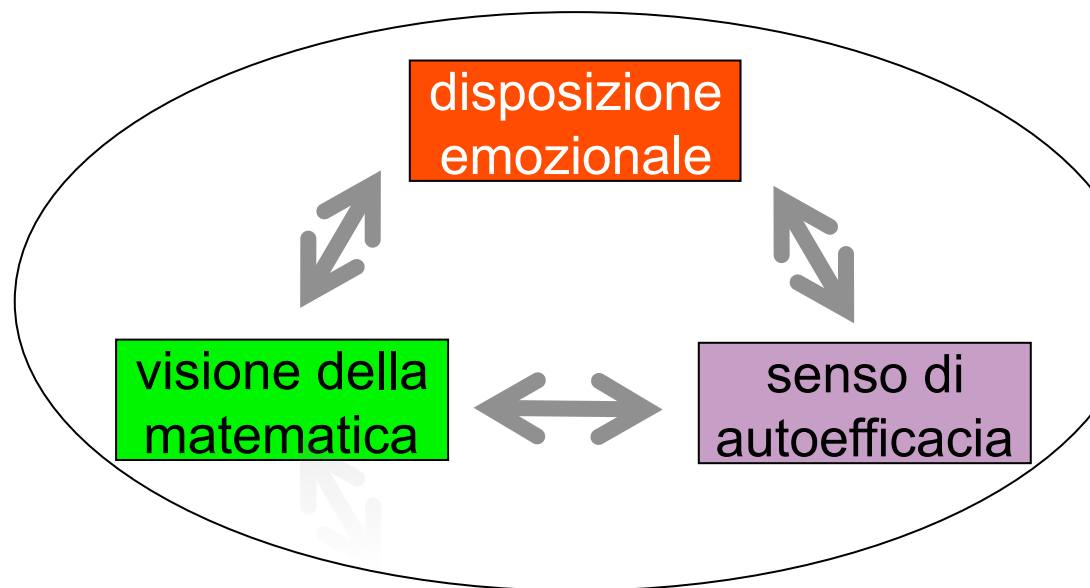 disposizione
emozionale
visione della
matematica
senso di
autoefficacia